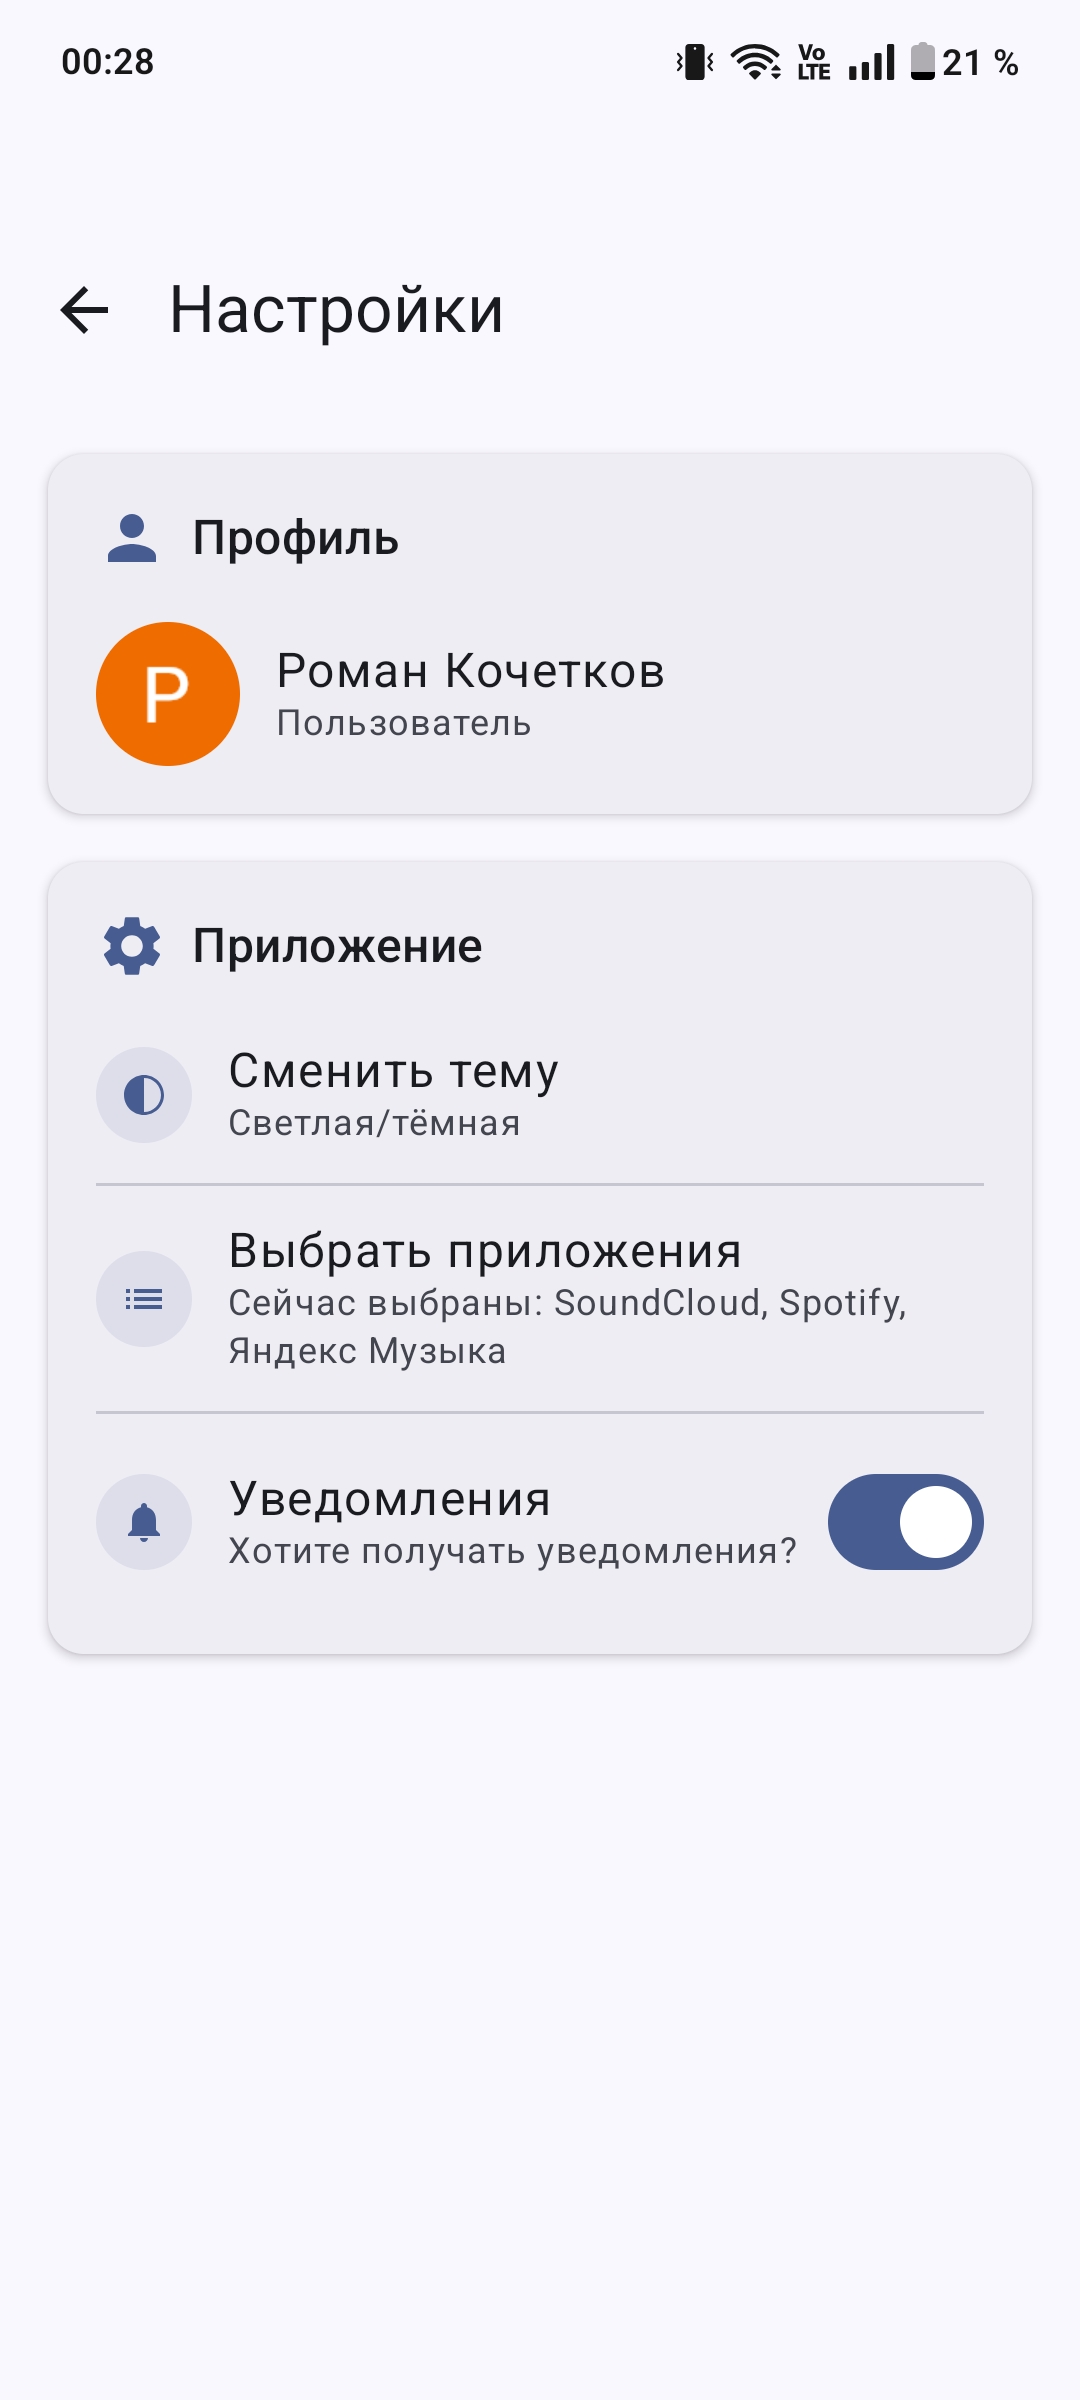 00:28
Vo LTE 21 %
Настройки
Профиль
Р
Роман Кочетков
Пользователь
Приложение
Сменить тему
Светлая/тёмная
Выбрать приложения
Сейчас выбраны: SoundCloud, Spotify,
Яндекс Музыка
Уведомления
Хотите получать уведомления?